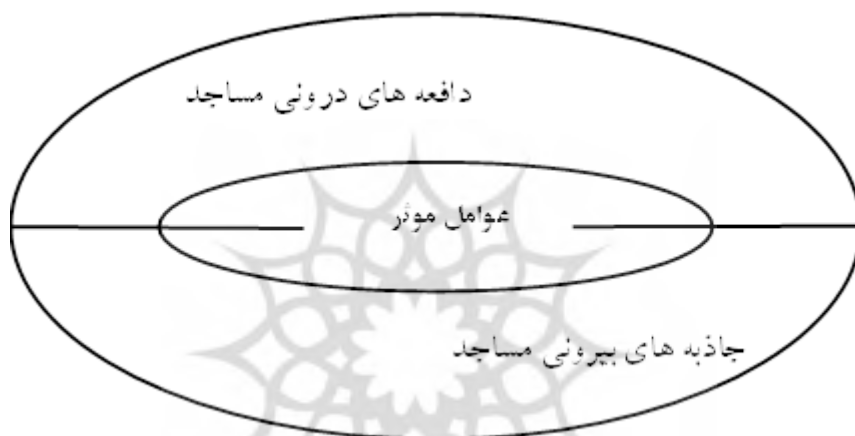 دافعه های درونی مساجد
عوامل موثر
جاذبه های بیرونی مساجد